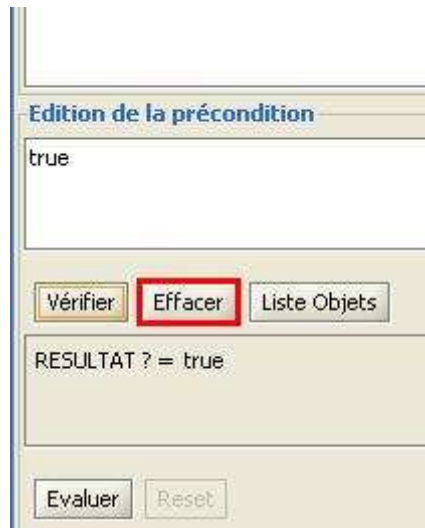 Edition de la précondition
true
Vérifier Effacer Liste Objets
RESULTAT ? = true
Evaluer Reset